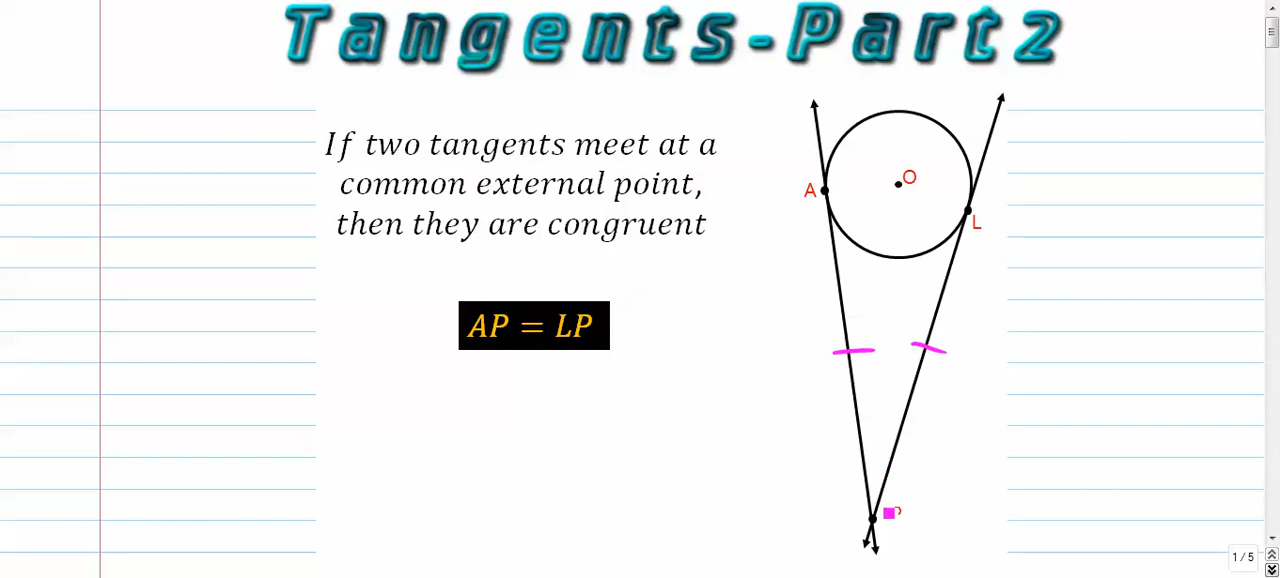 Tangents-Part2
If two tangents meet at a
common external point,
then they are congruent
AP = LP
O
A
L
1 / 5